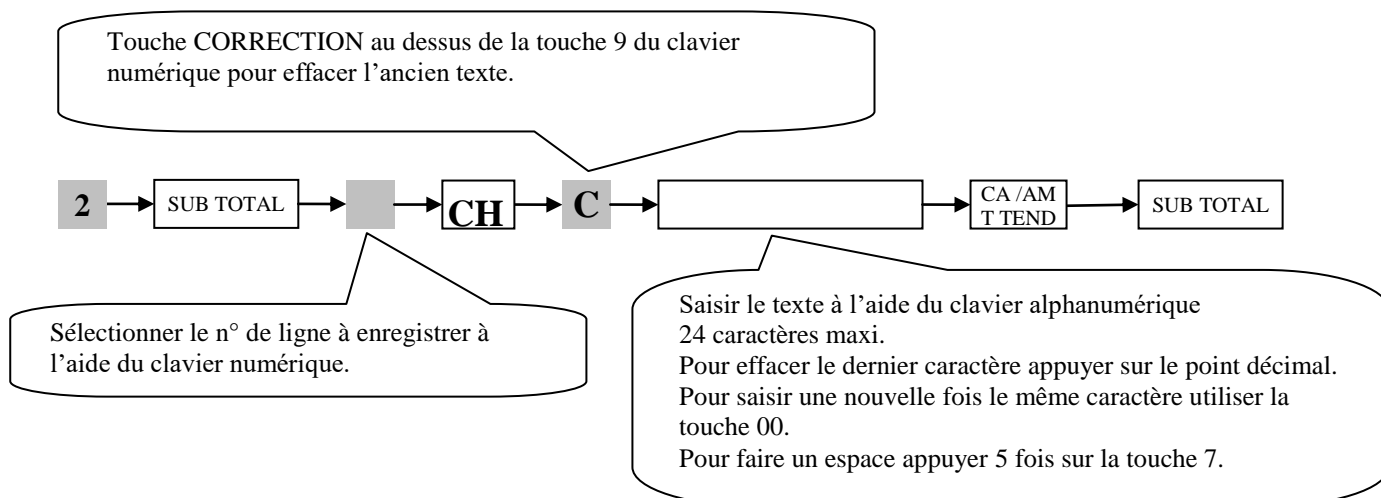 Touche CORRECTION au dessus de la touche 9 du clavier
numérique pour effacer l’ancien texte.
2
SUB TOTAL
CH
C
CA /AM
T TEND
SUB TOTAL
Sélectionner le n° de ligne à enregistrer à
l’aide du clavier numérique.
Saisir le texte à l’aide du clavier alphanumérique
24 caractères maxi.
Pour effacer le dernier caractère appuyer sur le point décimal.
Pour saisir une nouvelle fois le même caractère utiliser la
touche 00.
Pour faire un espace appuyer 5 fois sur la touche 7.